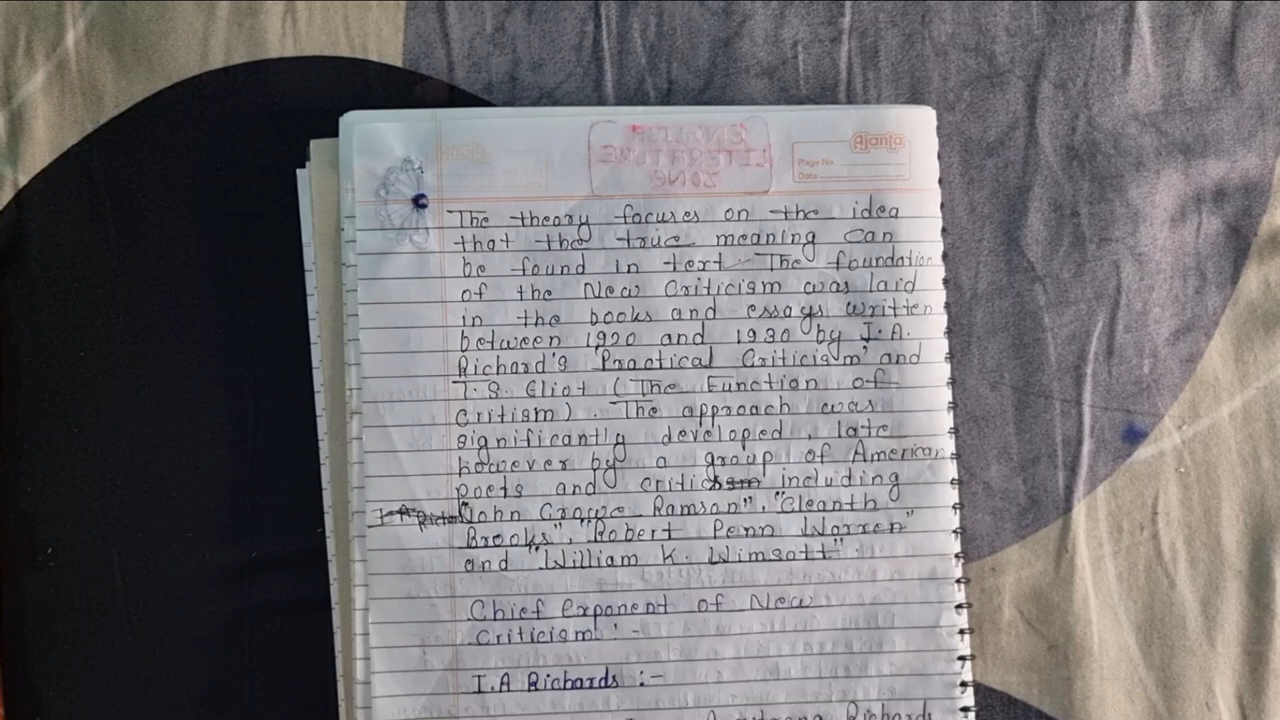 Ajanta
Page No.
Date
ENGLISH
LITERATURE
ZONE
The theory focuses on the idea
that the true meaning can
be found in text. The foundation
of the New Criticism was laid
in the books and essays written
between 1920 and 1930 by I.A.
Richard's 'Practical Criticism' and
T.S. Eliot (The Function of
Critism). The approach was
significantly developed, late
however by a group of American
poets and critics including
"John Crowe Ramson", "Cleanth
Brooks", "Robert Penn Warren"
and "William K. Wimsatt".
Chief Exponent of New
Criticism :-
I.A Richards :-
Richards